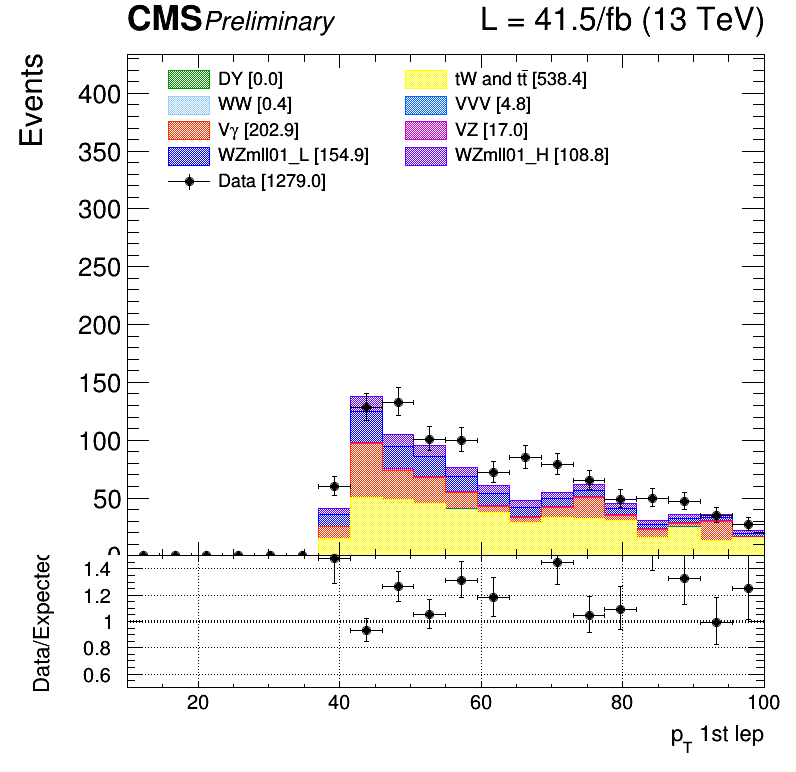 CMS Preliminary L = 41.5/fb (13 TeV)
Events
DY [0.0] tW and tt̄ [538.4]
WW [0.4] VVV [4.8]
Vγ [202.9] VZ [17.0]
WZmll01_L [154.9] WZmll01_H [108.8]
Data [1279.0]
400
350
300
250
200
150
100
50
0
Data/Expected
1.4
1.2
1
0.8
0.6
20 40 60 80 100
p_T 1st lep